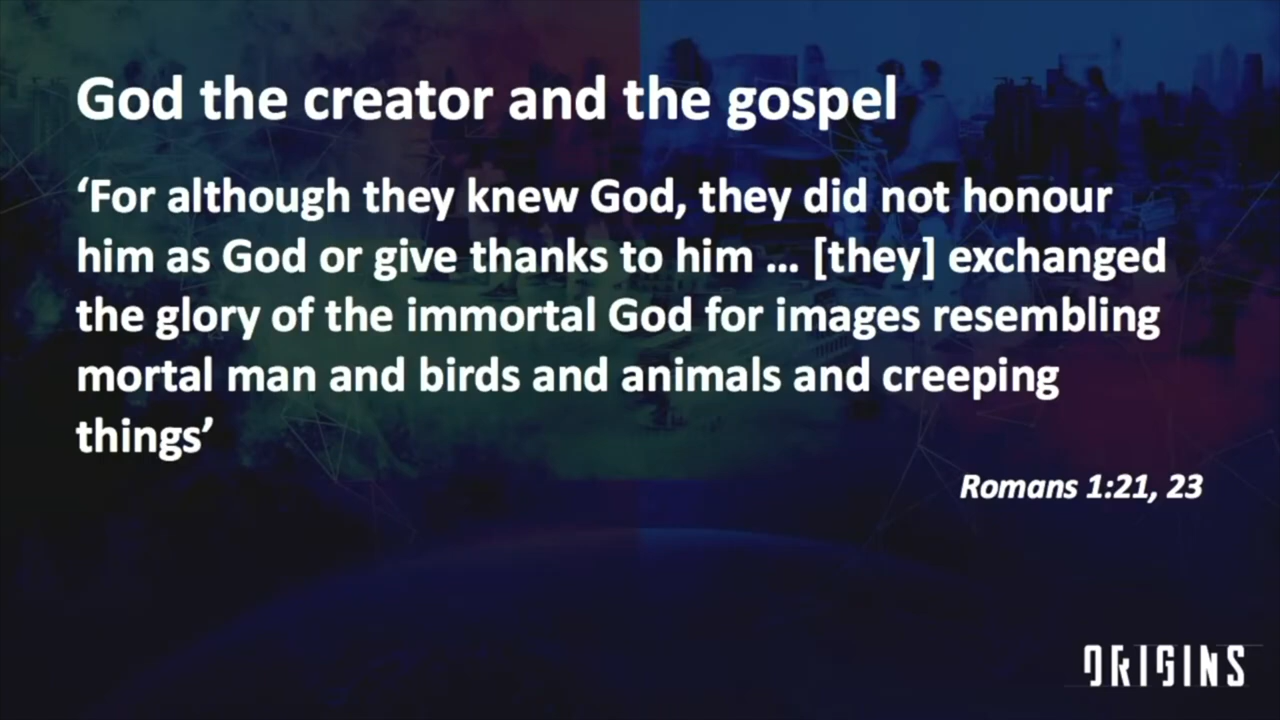 God the creator and the gospel
‘For although they knew God, they did not honour
him as God or give thanks to him ... [they] exchanged
the glory of the immortal God for images resembling
mortal man and birds and animals and creeping
things’
Romans 1:21, 23
ORIGINS